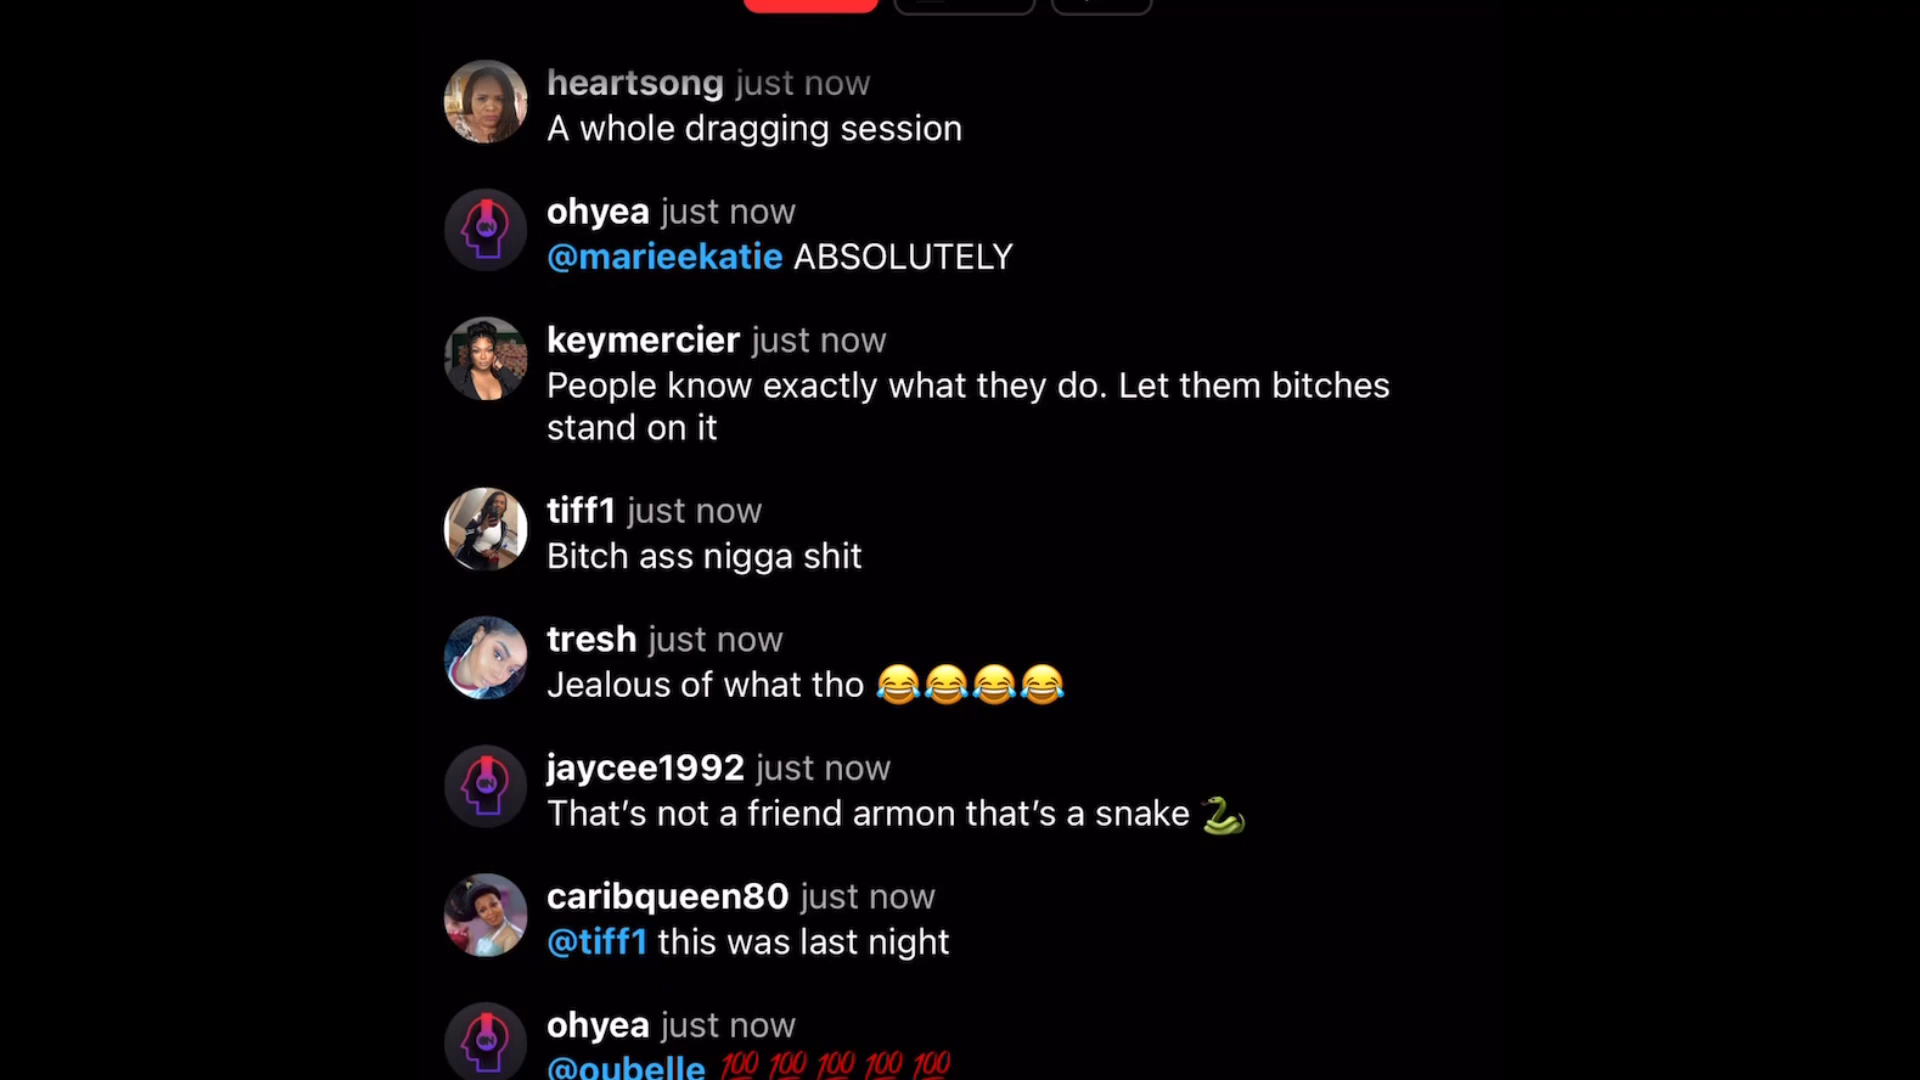 heartsong just now
A whole dragging session
ohyea just now
@marieekatie ABSOLUTELY
keymercier just now
People know exactly what they do. Let them bitches
stand on it
tiff1 just now
Bitch ass nigga shit
tresh just now
Jealous of what tho 😂😂😂😂
jaycee1992 just now
That’s not a friend armon that’s a snake 🐍
caribqueen80 just now
@tiff1 this was last night
ohyea just now
@oubelle 💯💯💯💯💯